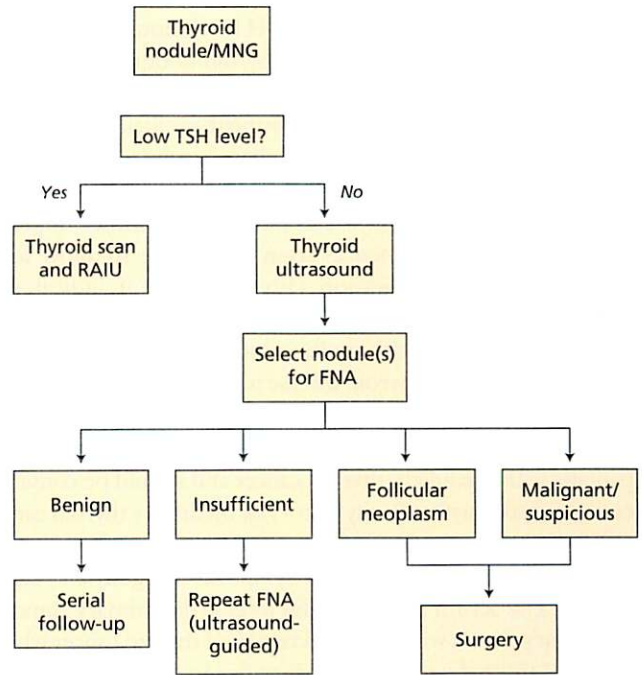 Thyroid
nodule/MNG
Low TSH level?
Yes
No
Thyroid scan
and RAIU
Thyroid
ultrasound
Select nodule(s)
for FNA
Benign
Insufficient
Follicular
neoplasm
Malignant/
suspicious
Serial
follow-up
Repeat FNA
(ultrasound-
guided)
Surgery